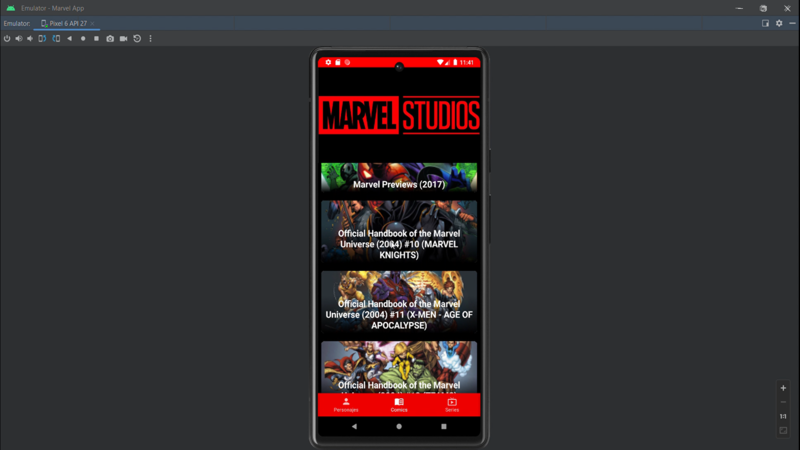 Emulator - Marvel App
Emulator: Pixel 6 API 27
11:41
MARVEL STUDIOS
Marvel Previews (2017)
Official Handbook of the Marvel
Universe (2004) #10 (MARVEL
KNIGHTS)
Official Handbook of the Marvel
Universe (2004) #11 (X-MEN - AGE OF
APOCALYPSE)
Official Handbook of the Marvel
Personages Comics Series
1:1